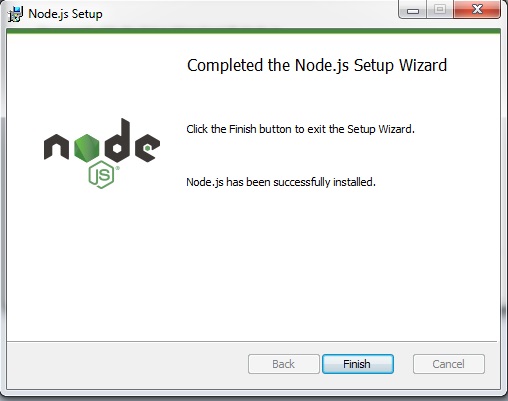 Node.js Setup
Completed the Node.js Setup Wizard
Click the Finish button to exit the Setup Wizard.
node
JS
Node.js has been successfully installed.
Back
Finish
Cancel